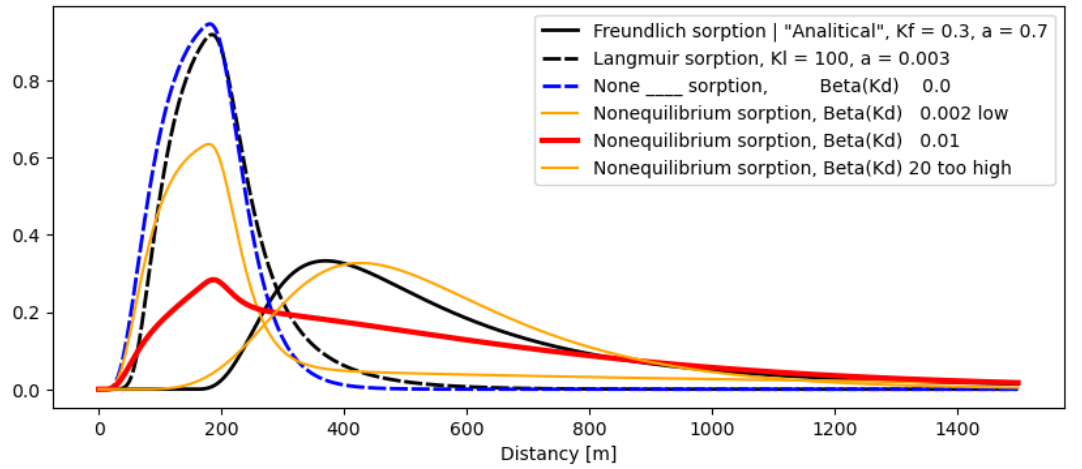 Freundlich sorption | "Analitical", Kf = 0.3, a = 0.7
Langmuir sorption, Kl = 100, a = 0.003
None ____ sorption, Beta(Kd) 0.0
Nonequilibrium sorption, Beta(Kd) 0.002 low
Nonequilibrium sorption, Beta(Kd) 0.01
Nonequilibrium sorption, Beta(Kd) 20 too high
0.8
0.6
0.4
0.2
0.0
0 200 400 600 800 1000 1200 1400
Distancy [m]